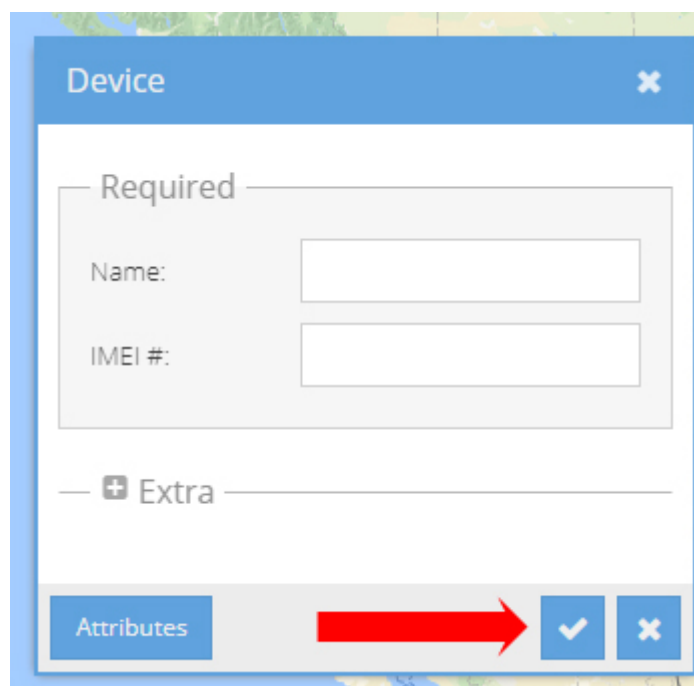 Device
Required
Name:
IMEI #:
Extra
Attributes